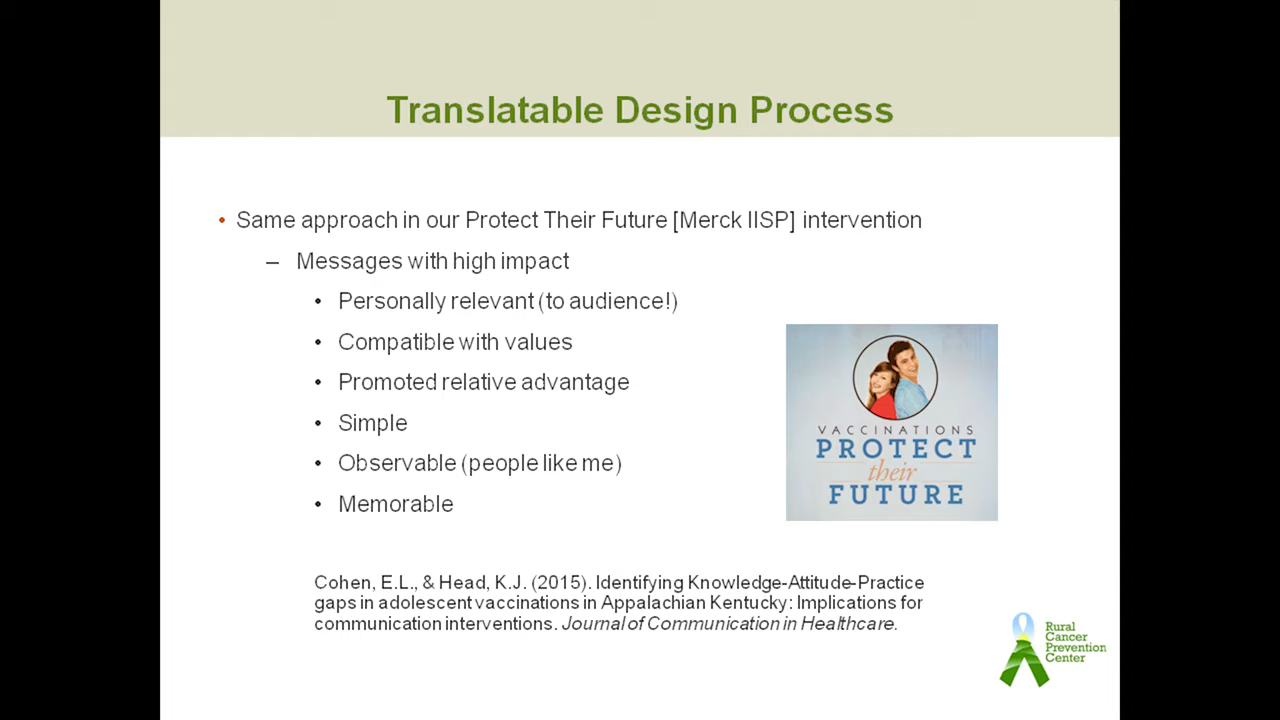 Translatable Design Process
• Same approach in our Protect Their Future [Merck IISP] intervention
– Messages with high impact
• Personally relevant (to audience!)
• Compatible with values
• Promoted relative advantage
• Simple
• Observable (people like me)
• Memorable
VACCINATIONS
PROTECT
their
FUTURE
Cohen, E.L., & Head, K.J. (2015). Identifying Knowledge-Attitude-Practice
gaps in adolescent vaccinations in Appalachian Kentucky: Implications for
communication interventions. Journal of Communication in Healthcare.
Rural
Cancer
Prevention
Center